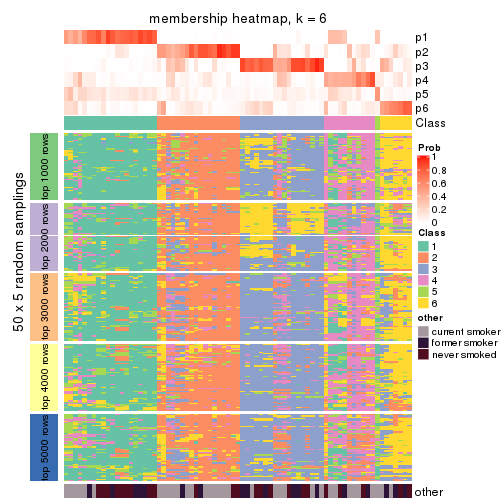 membership heatmap, k = 6
p1
p2
p3
p4
p5
p6
Class
50 x 5 random samplings
top 1000 rows
top 2000 rows
top 3000 rows
top 4000 rows
top 5000 rows
other
Prob
1
0.8
0.6
0.4
0.2
0
Class
1
2
3
4
5
6
other
current smoker
former smoker
never smoked